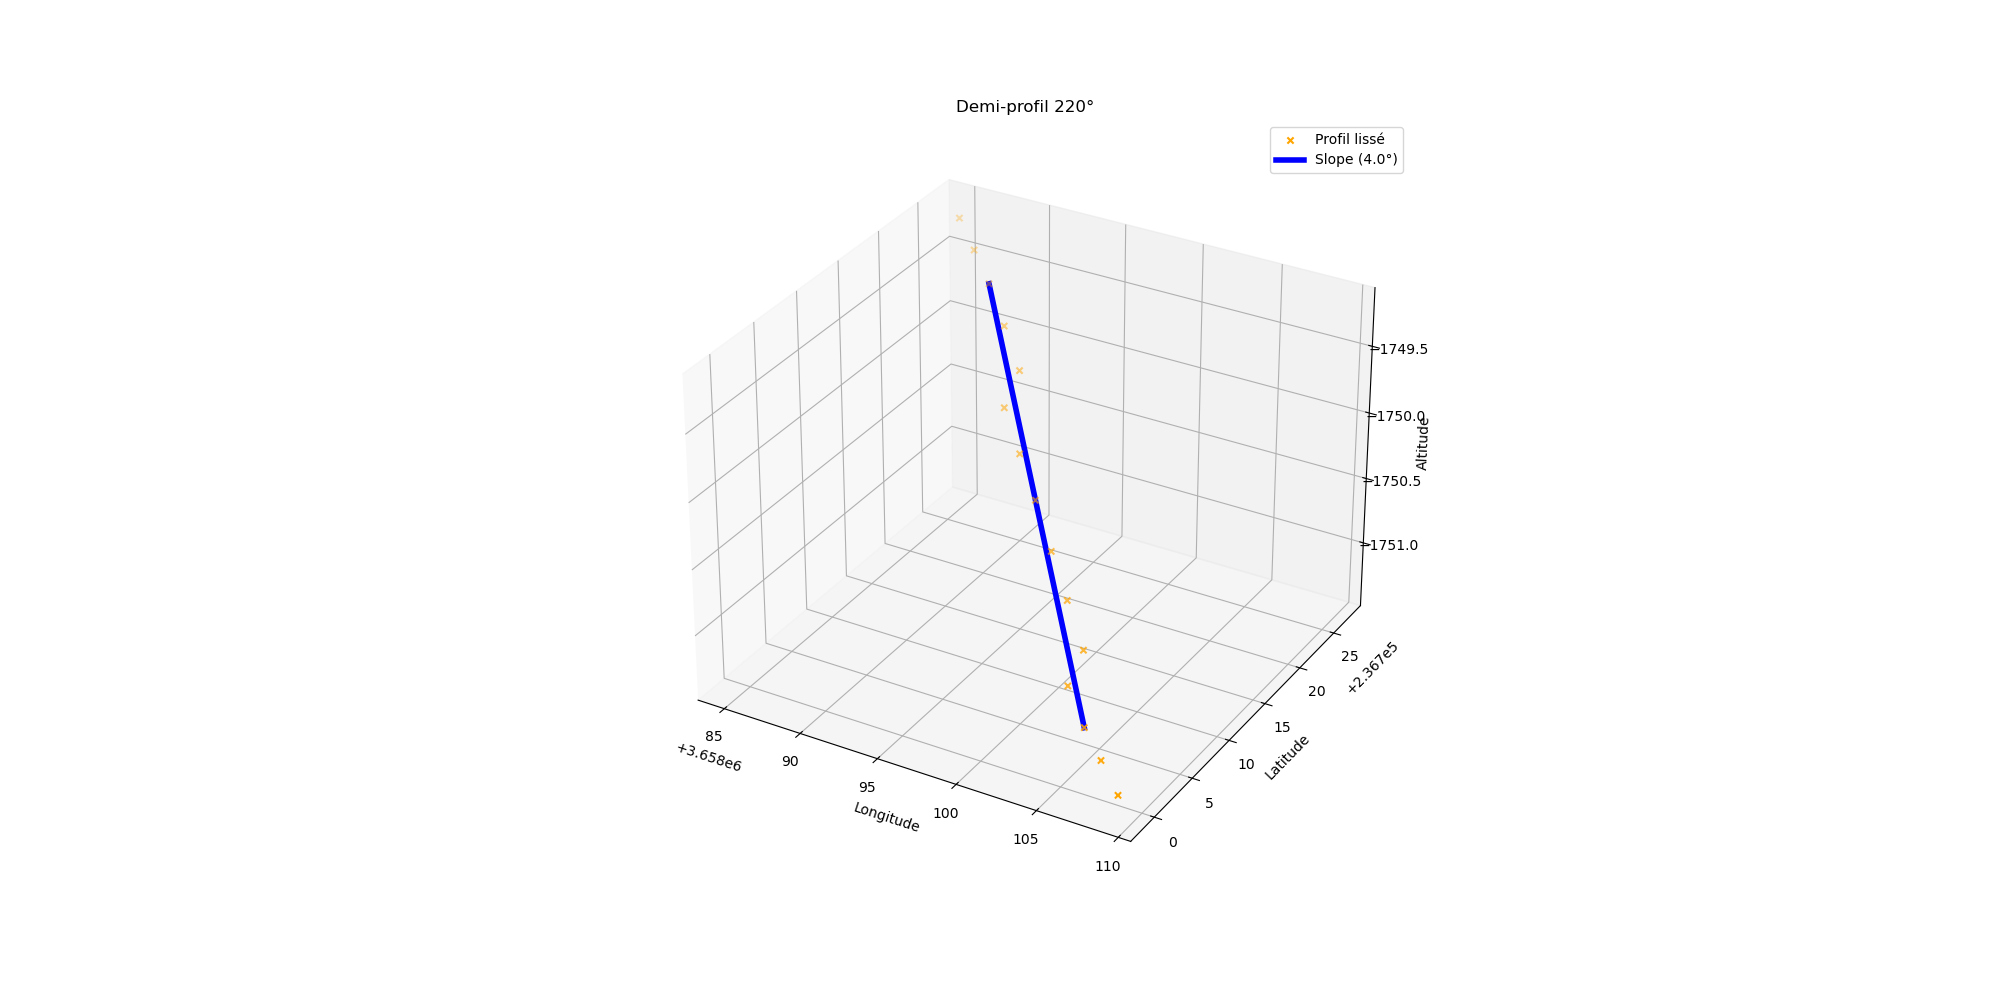 Demi-profil 220°
Profil lissé
Slope (4.0°)
−1749.5
−1750.0
−1750.5
−1751.0
Altitude
25
20
15
10
5
0
+2.367e5
Latitude
85
90
95
100
105
110
+3.658e6
Longitude